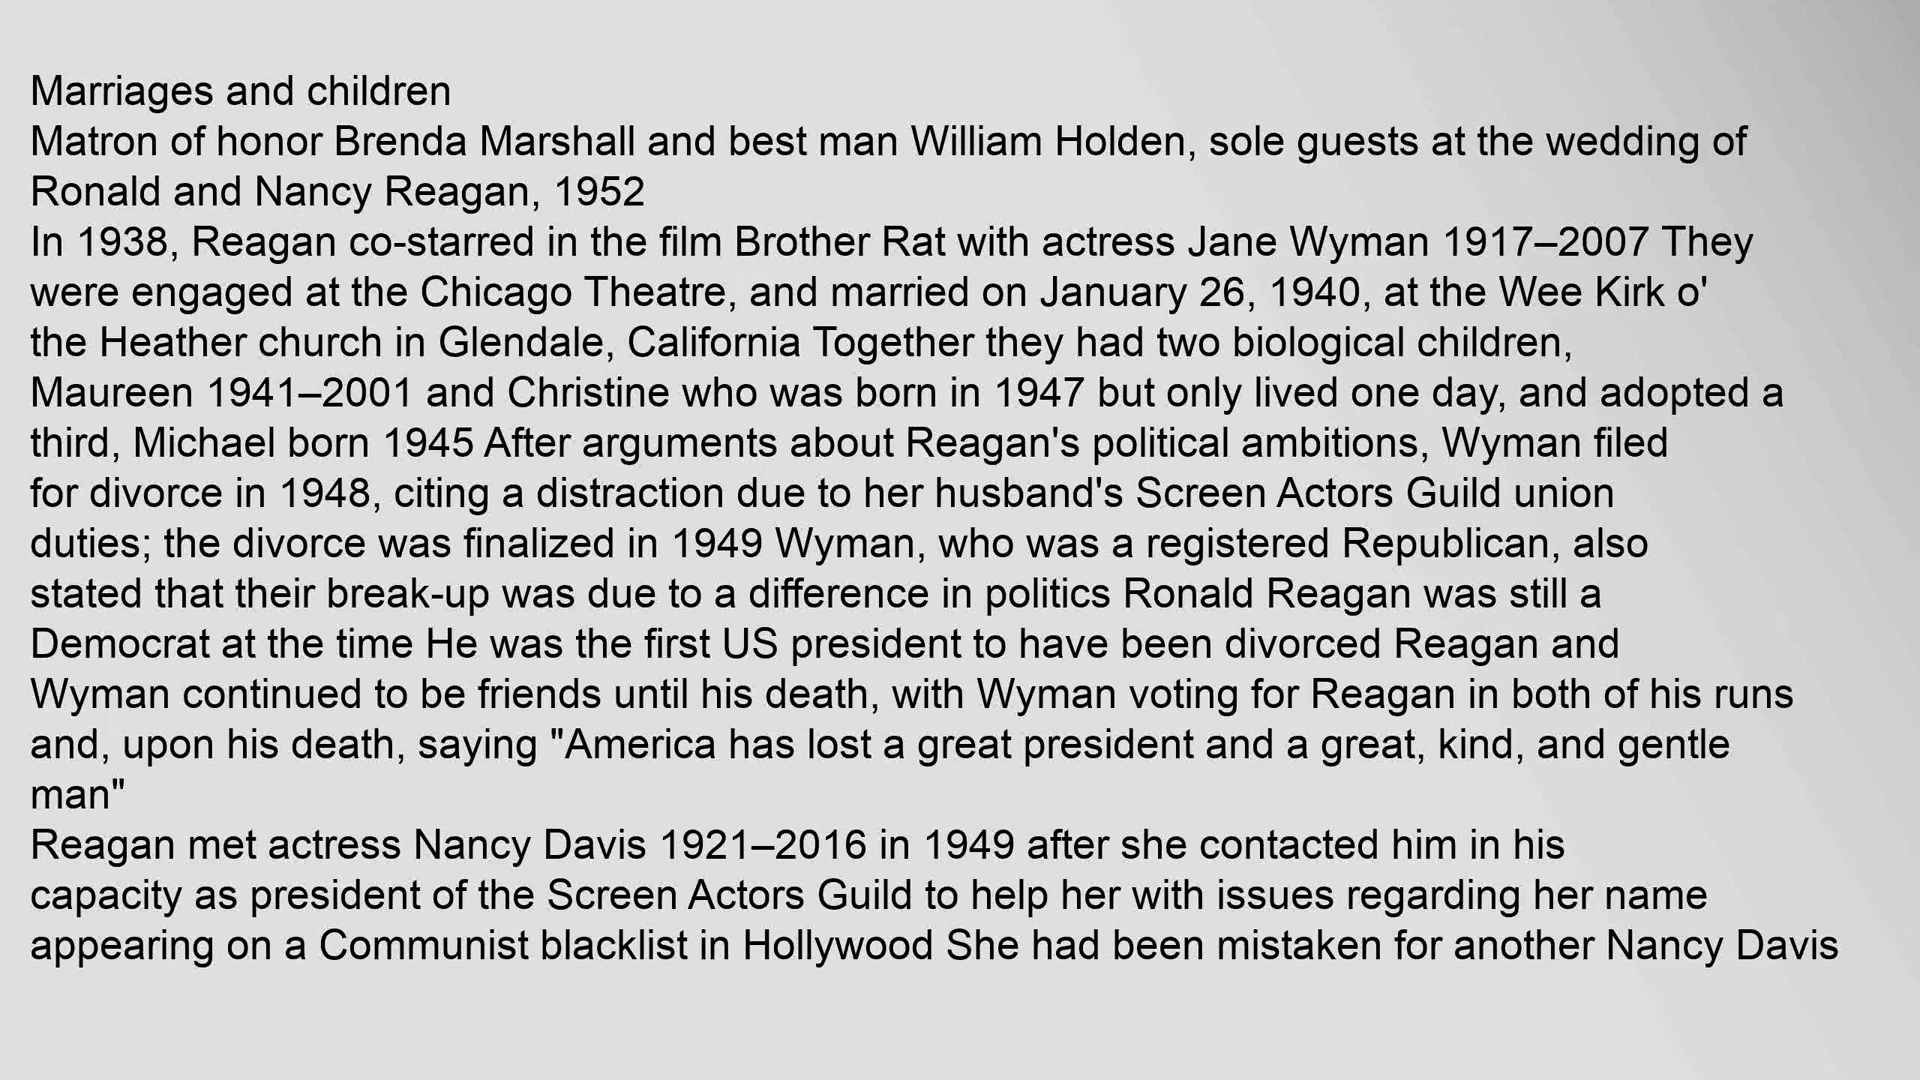 Marriages and children
Matron of honor Brenda Marshall and best man William Holden, sole guests at the wedding of
Ronald and Nancy Reagan, 1952
In 1938, Reagan co-starred in the film Brother Rat with actress Jane Wyman 1917–2007 They
were engaged at the Chicago Theatre, and married on January 26, 1940, at the Wee Kirk o'
the Heather church in Glendale, California Together they had two biological children,
Maureen 1941–2001 and Christine who was born in 1947 but only lived one day, and adopted a
third, Michael born 1945 After arguments about Reagan's political ambitions, Wyman filed
for divorce in 1948, citing a distraction due to her husband's Screen Actors Guild union
duties; the divorce was finalized in 1949 Wyman, who was a registered Republican, also
stated that their break-up was due to a difference in politics Ronald Reagan was still a
Democrat at the time He was the first US president to have been divorced Reagan and
Wyman continued to be friends until his death, with Wyman voting for Reagan in both of his runs
and, upon his death, saying "America has lost a great president and a great, kind, and gentle
man"
Reagan met actress Nancy Davis 1921–2016 in 1949 after she contacted him in his
capacity as president of the Screen Actors Guild to help her with issues regarding her name
appearing on a Communist blacklist in Hollywood She had been mistaken for another Nancy Davis